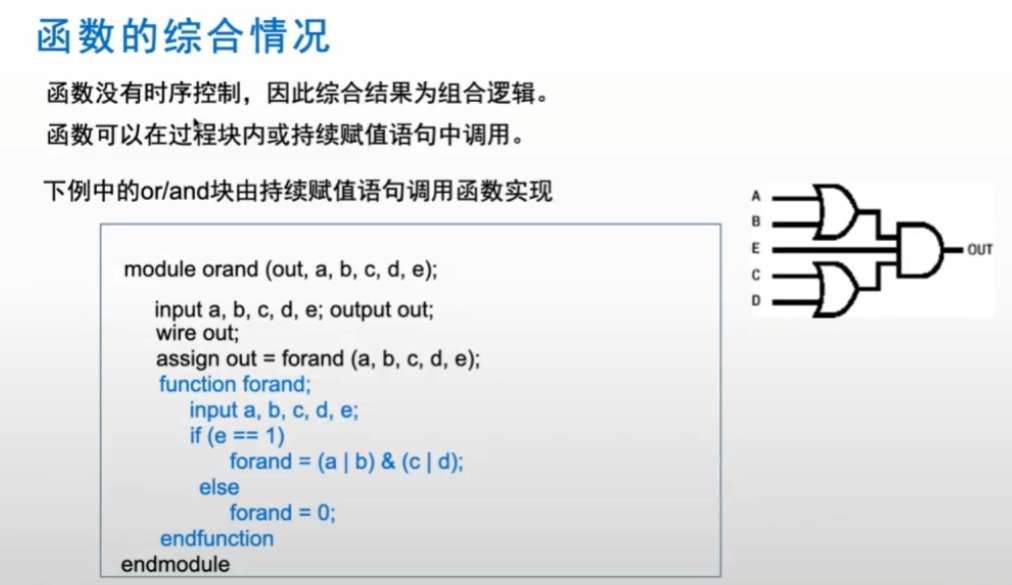 函数的综合情况
函数没有时序控制，因此综合结果为组合逻辑。
函数可以在过程块内或持续赋值语句中调用。
下例中的or/and块由持续赋值语句调用函数实现
module orand (out, a, b, c, d, e);
input a, b, c, d, e; output out;
wire out;
assign out = forand (a, b, c, d, e);
function forand;
input a, b, c, d, e;
if (e == 1)
forand = (a | b) & (c | d);
else
forand = 0;
endfunction
endmodule
A
B
E
C
D
OUT